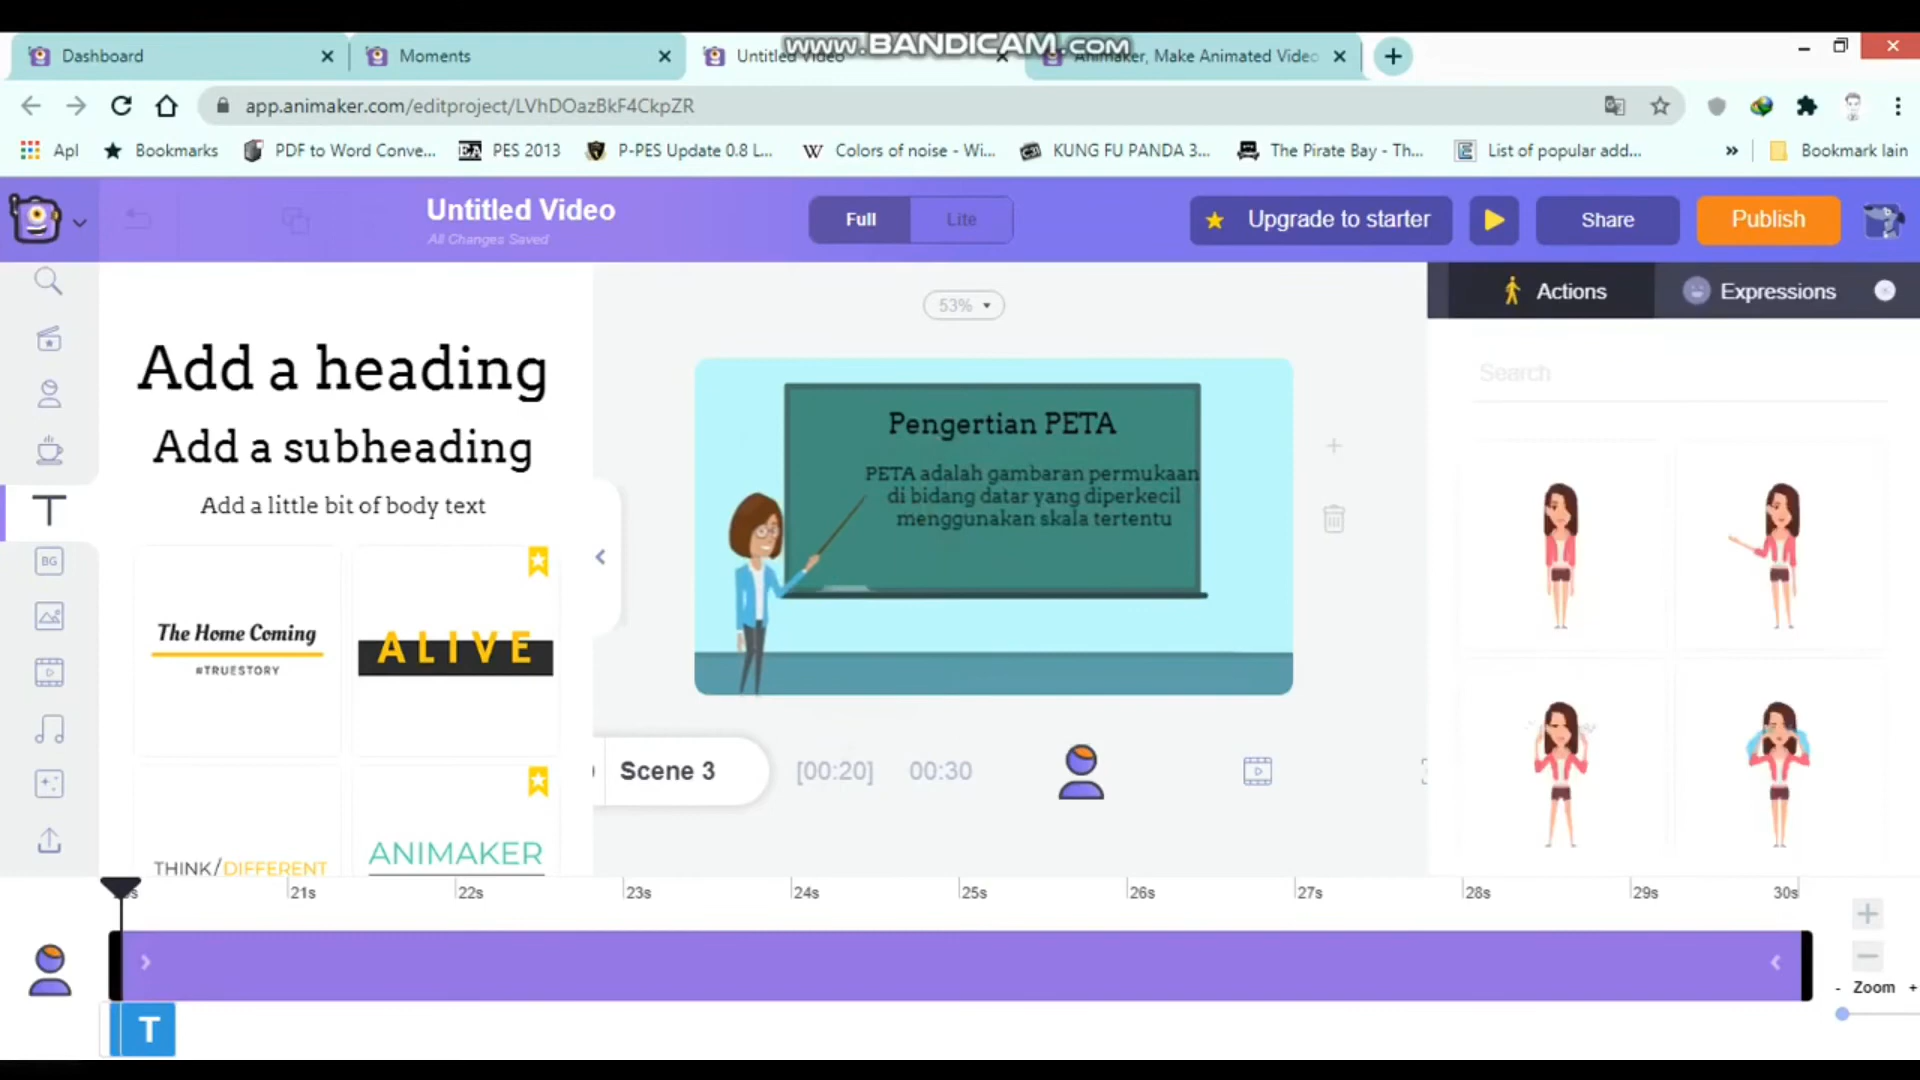 www.BANDICAM.com
Dashboard
Moments
Untitled Video
Animaker, Make Animated Video
app.animaker.com/editproject/LVhDOazBkF4CkpZR
Apl
Bookmarks
PDF to Word Conve...
PES 2013
P-PES Update 0.8 L...
Colors of noise - Wi...
KUNG FU PANDA 3...
The Pirate Bay - Th...
List of popular add...
»
Bookmark lain
Untitled Video
All Changes Saved
Full
Lite
Upgrade to starter
Share
Publish
Actions
Expressions
Search
53%
Add a heading
Add a subheading
Add a little bit of body text
The Home Coming
#TRUESTORY
ALIVE
THINK/DIFFERENT
ANIMAKER
T
BG
Pengertian PETA
PETA adalah gambaran permukaan
di bidang datar yang diperkecil
menggunakan skala tertentu
Scene 3
[00:20]
00:30
21s
22s
23s
24s
25s
26s
27s
28s
29s
30s
- Zoom +
T